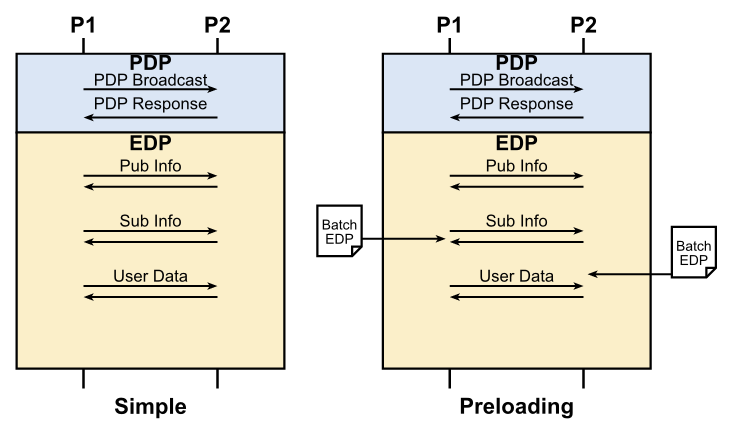 P1 P2
PDP
PDP Broadcast
PDP Response
EDP
Pub Info
Sub Info
User Data
Simple
P1 P2
PDP
PDP Broadcast
PDP Response
EDP
Pub Info
Batch
EDP
Sub Info
Batch
EDP
User Data
Preloading